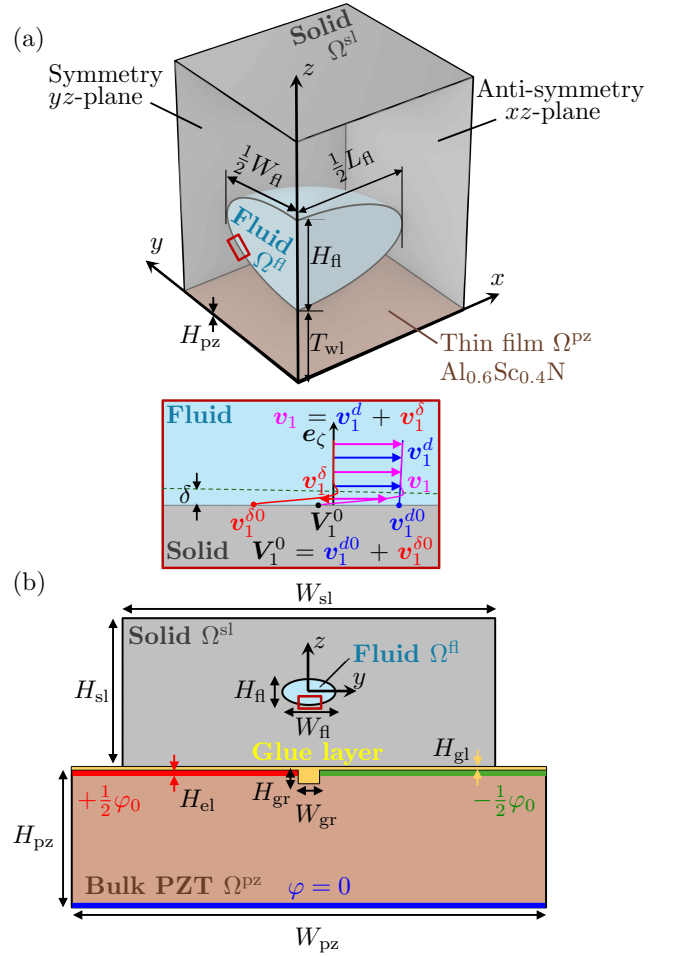 (a)
Solid
Ω^sl
z
Symmetry
yz-plane
Anti-symmetry
xz-plane
½W_fl
½L_fl
Fluid
Ω^fl
H_fl
y
x
H_pz
T_wl
Thin film Ω^pz
Al_0.6Sc_0.4N
Fluid
v_1 = v_1^d + v_1^δ
e_ζ
v_1^d
v_1^δ
v_1
δ
v_1^δ0
V_1^0
v_1^d0
Solid
V_1^0 = v_1^d0 + v_1^δ0
(b)
W_sl
Solid Ω^sl
z
Fluid Ω^fl
H_sl
H_fl
y
W_fl
Glue layer
H_gl
+½φ_0
H_el
H_gr
W_gr
−½φ_0
H_pz
Bulk PZT Ω^pz
φ = 0
W_pz